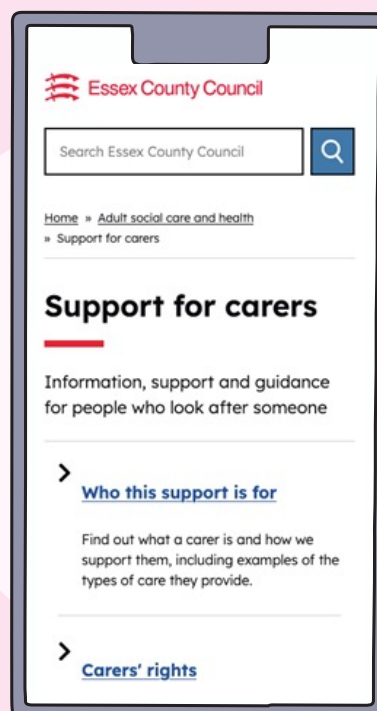 Essex County Council
Search Essex County Council
Home » Adult social care and health
» Support for carers
Support for carers
Information, support and guidance
for people who look after someone
Who this support is for
Find out what a carer is and how we
support them, including examples of the
types of care they provide.
Carers' rights